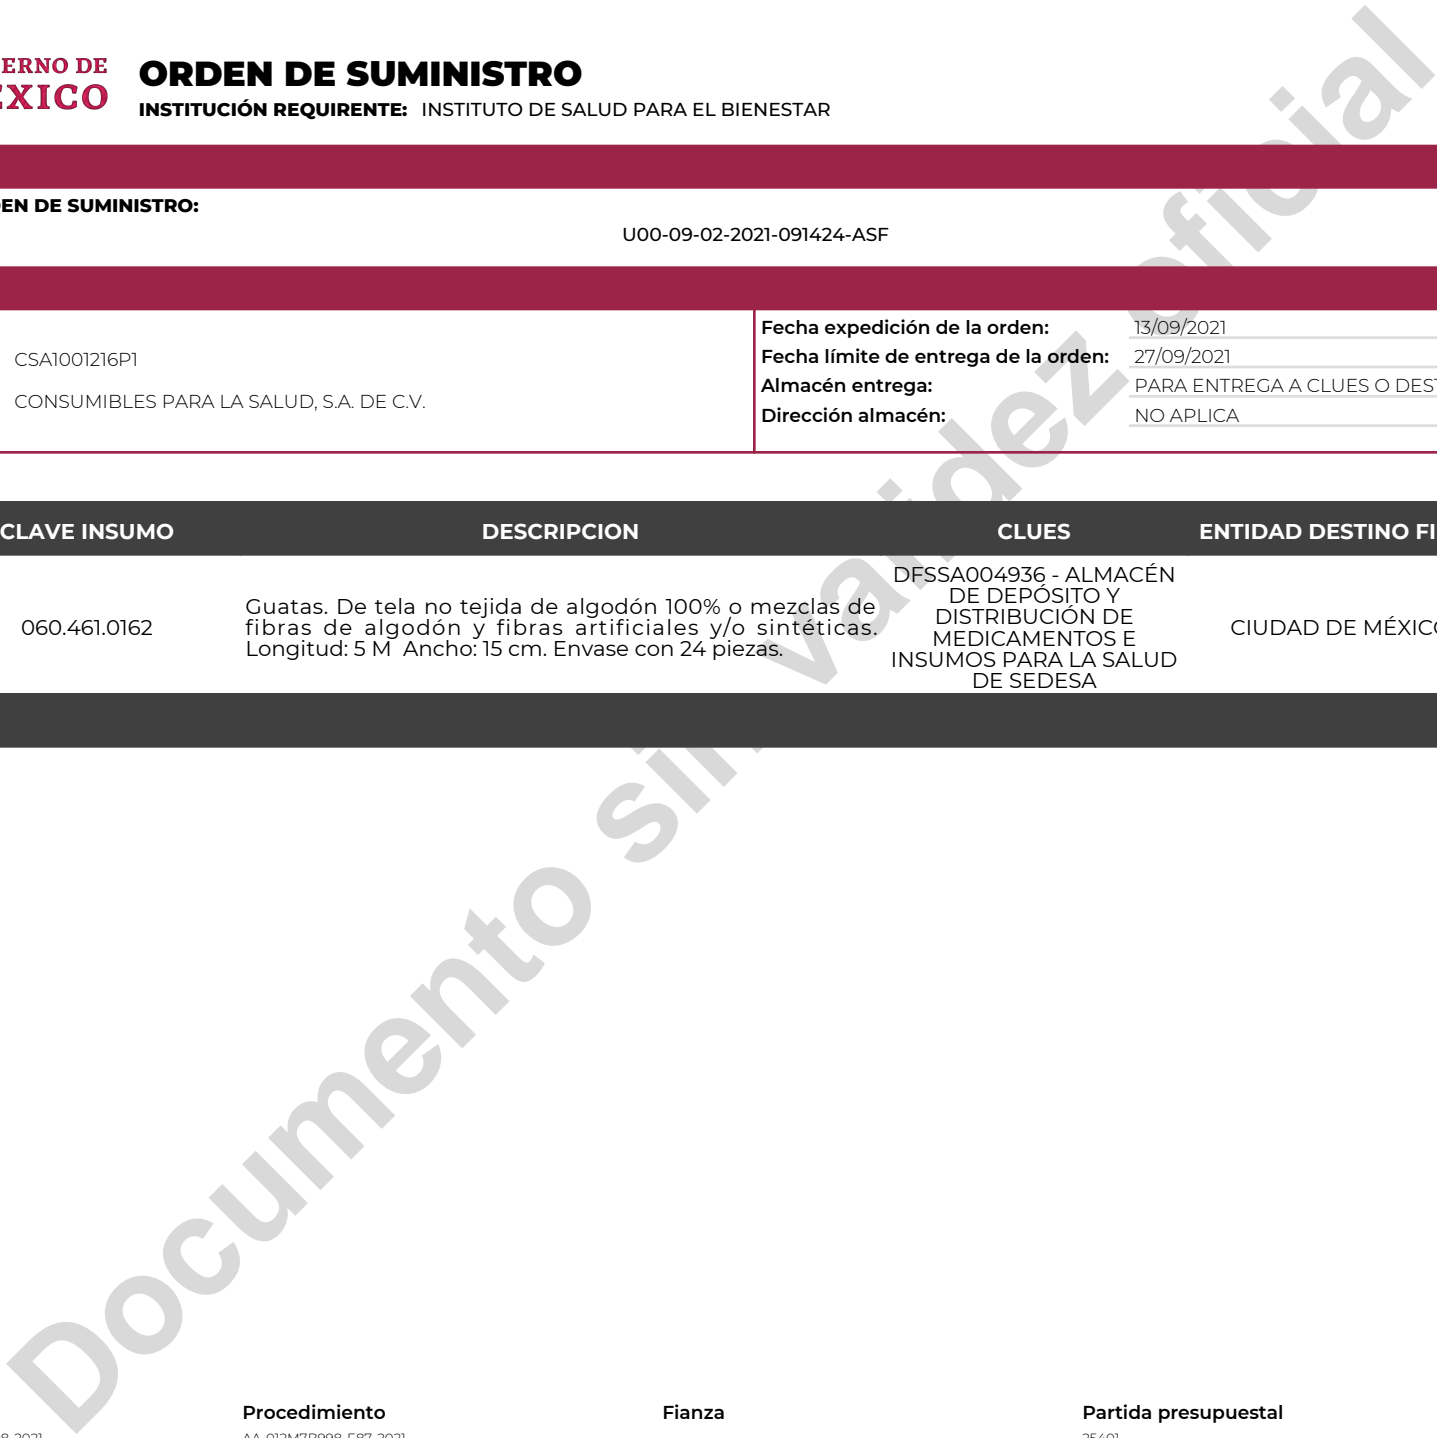 ERNO DE
ÉXICO
ORDEN DE SUMINISTRO
INSTITUCIÓN REQUIRENTE: INSTITUTO DE SALUD PARA EL BIENESTAR
EN DE SUMINISTRO:
U00-09-02-2021-091424-ASF
CSA1001216P1
CONSUMIBLES PARA LA SALUD, S.A. DE C.V.
Fecha expedición de la orden: 13/09/2021
Fecha límite de entrega de la orden: 27/09/2021
Almacén entrega: PARA ENTREGA A CLUES O DEST
Dirección almacén: NO APLICA
CLAVE INSUMO DESCRIPCION CLUES ENTIDAD DESTINO FI
060.461.0162
Guatas. De tela no tejida de algodón 100% o mezclas de
fibras de algodón y fibras artificiales y/o sintéticas.
Longitud: 5 M Ancho: 15 cm. Envase con 24 piezas.
DFSSA004936 - ALMACÉN
DE DEPÓSITO Y
DISTRIBUCIÓN DE
MEDICAMENTOS E
INSUMOS PARA LA SALUD
DE SEDESA
CIUDAD DE MÉXICO
Documento sin validez oficial
Procedimiento Fianza Partida presupuestal